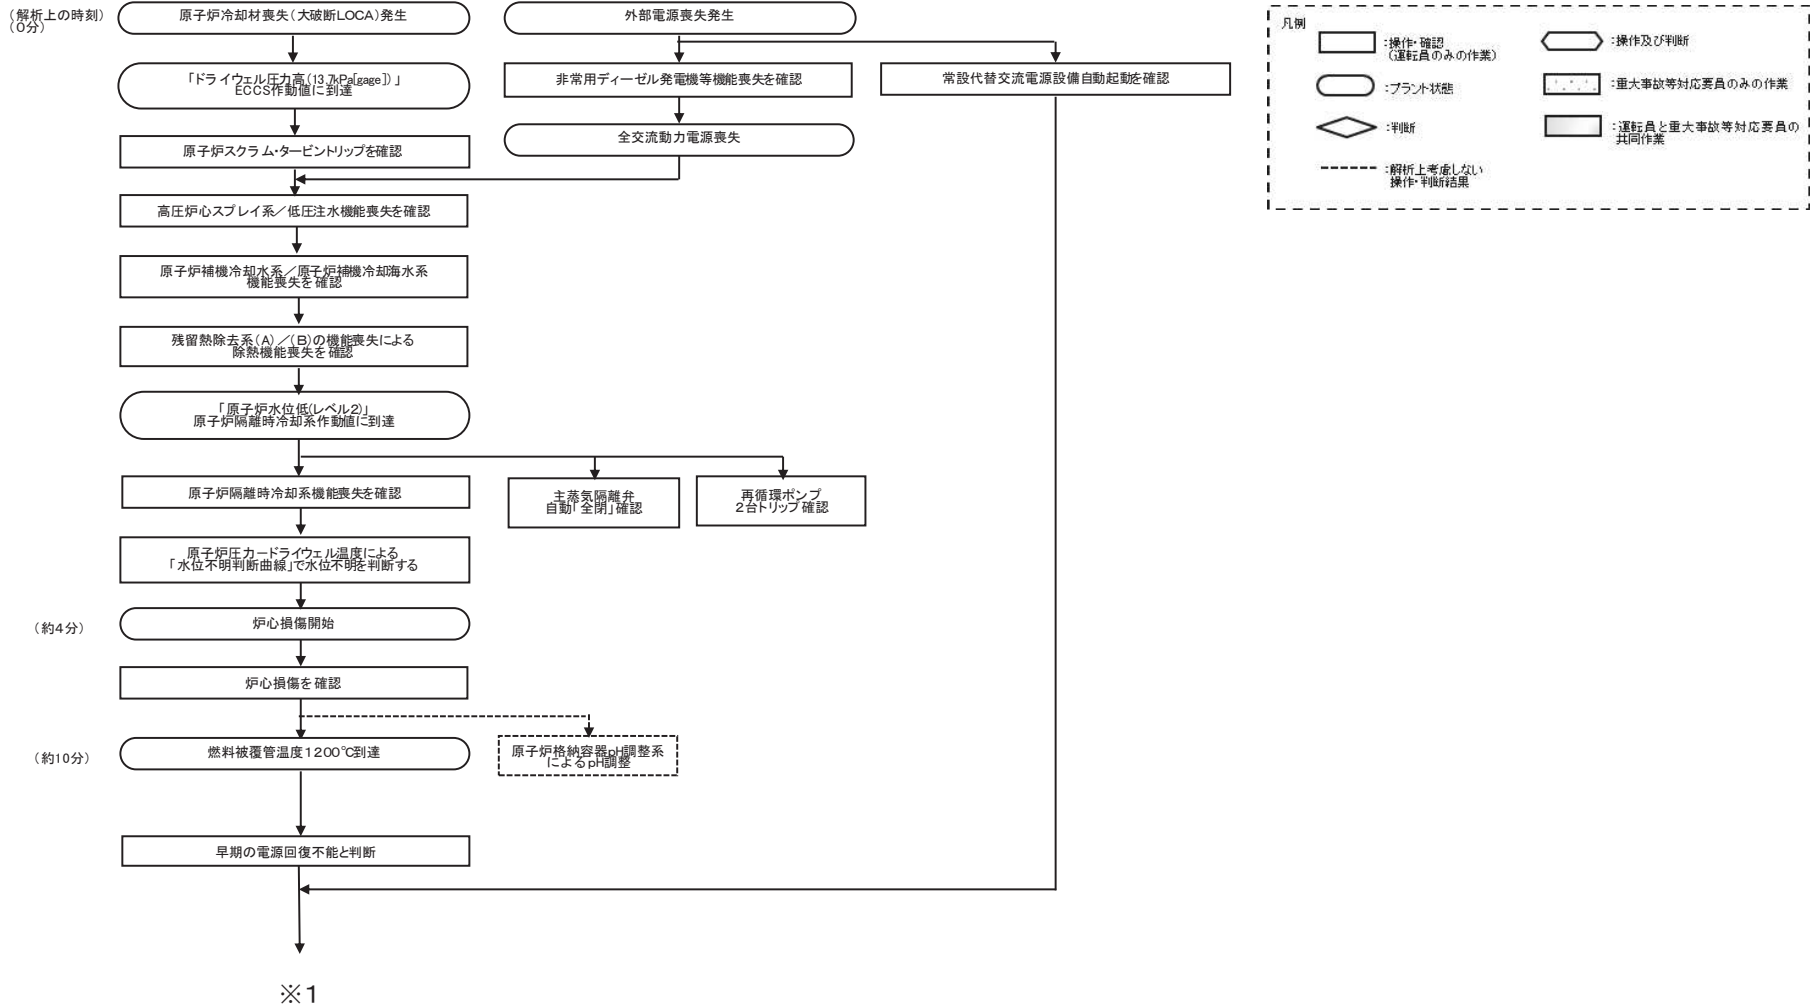 (解析上の時刻)
(0分)
原子炉冷却材喪失(大破断LOCA)発生
外部電源喪失発生
「ドライウェル圧力高(13.7kPa[gage])」
ECCS作動値に到達
非常用ディーゼル発電機等機能喪失を確認
常設代替交流電源設備自動起動を確認
原子炉スクラム・タービントリップを確認
全交流動力電源喪失
高圧炉心スプレイ系/低圧注水機能喪失を確認
原子炉補機冷却水系/原子炉補機冷却海水系
機能喪失を確認
残留熱除去系(A)/(B)の機能喪失による
除熱機能喪失を確認
「原子炉水位低(レベル2)」
原子炉隔離時冷却系作動値に到達
原子炉隔離時冷却系機能喪失を確認
主蒸気隔離弁
自動「全閉」確認
再循環ポンプ
2台トリップ確認
原子炉圧力ードライウェル温度による
「水位不明判断曲線」で水位不明を判断する
(約4分)
炉心損傷開始
炉心損傷を確認
(約10分)
燃料被覆管温度1200℃到達
原子炉格納容器pH調整系
によるpH調整
早期の電源回復不能と判断
※1
凡例
:操作・確認
(運転員のみの作業)
:操作及び判断
:プラント状態
:重大事故等対応要員のみの作業
:判断
:運転員と重大事故等対応要員の
共同作業
:解析上考慮しない
操作・判断結果